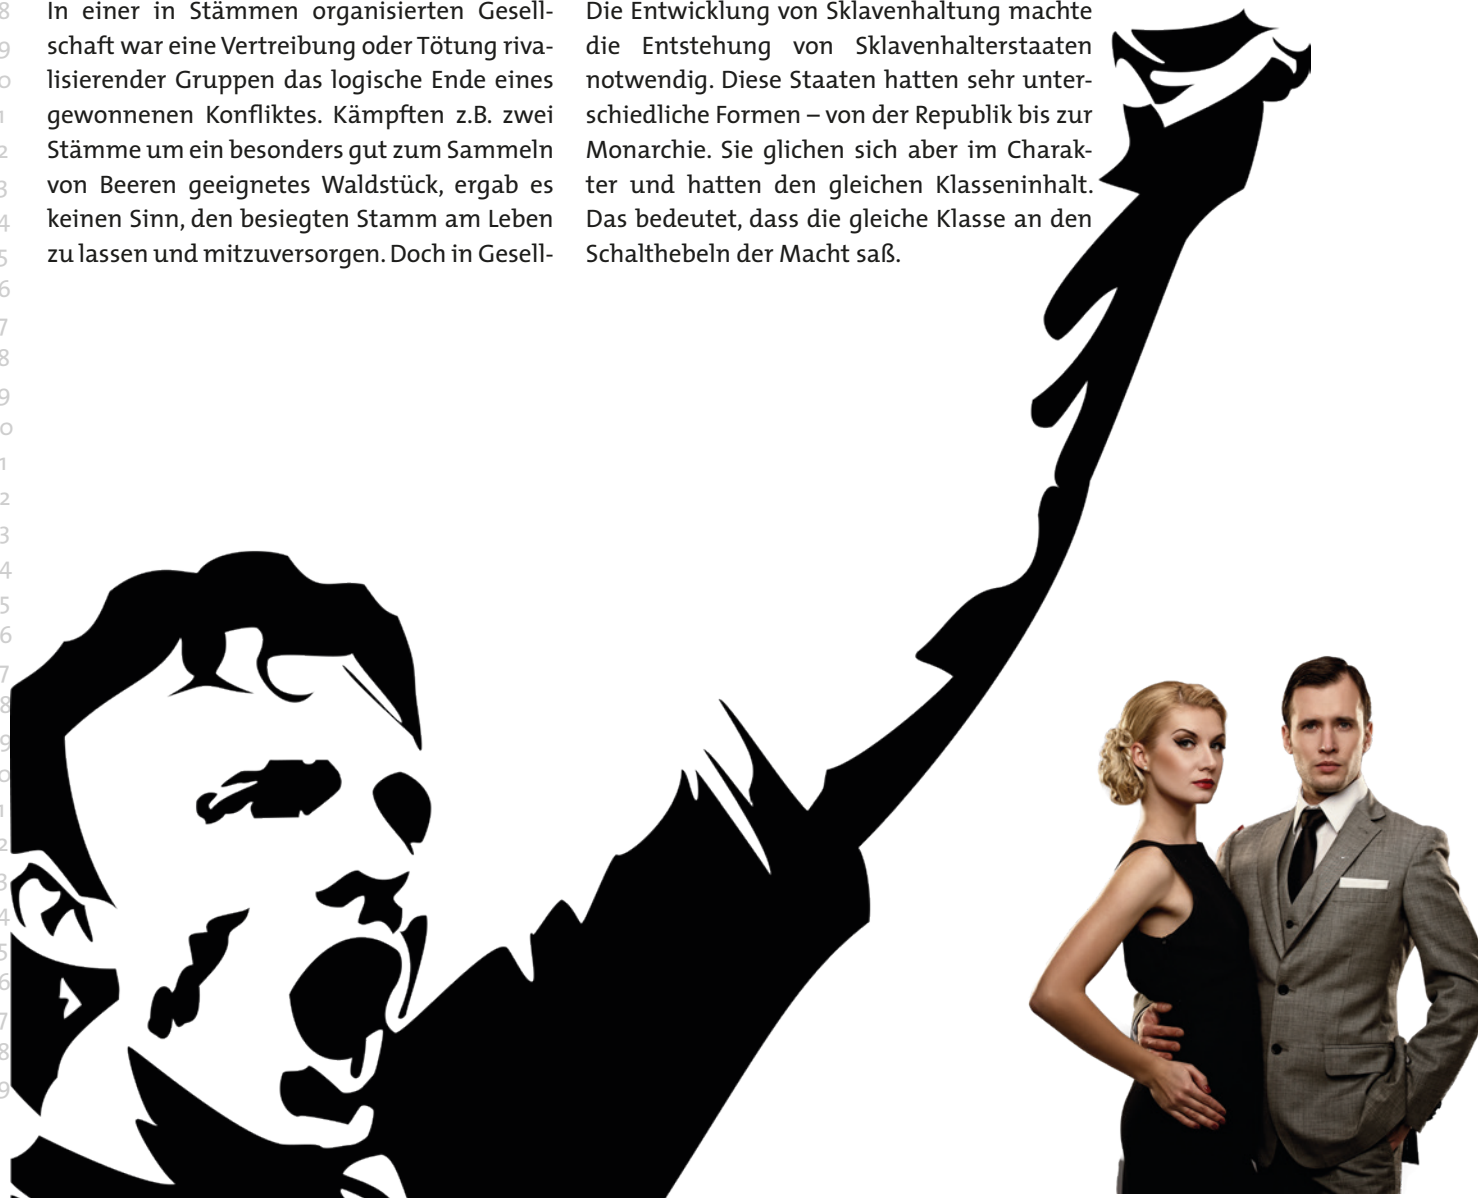 In einer in Stämmen organisierten Gesell-
schaft war eine Vertreibung oder Tötung riva-
lisierender Gruppen das logische Ende eines
gewonnenen Konfliktes. Kämpften z.B. zwei
Stämme um ein besonders gut zum Sammeln
von Beeren geeignetes Waldstück, ergab es
keinen Sinn, den besiegten Stamm am Leben
zu lassen und mitzuversorgen. Doch in Gesell-
Die Entwicklung von Sklavenhaltung machte
die Entstehung von Sklavenhalterstaaten
notwendig. Diese Staaten hatten sehr unter-
schiedliche Formen – von der Republik bis zur
Monarchie. Sie glichen sich aber im Charak-
ter und hatten den gleichen Klasseninhalt.
Das bedeutet, dass die gleiche Klasse an den
Schalthebeln der Macht saß.